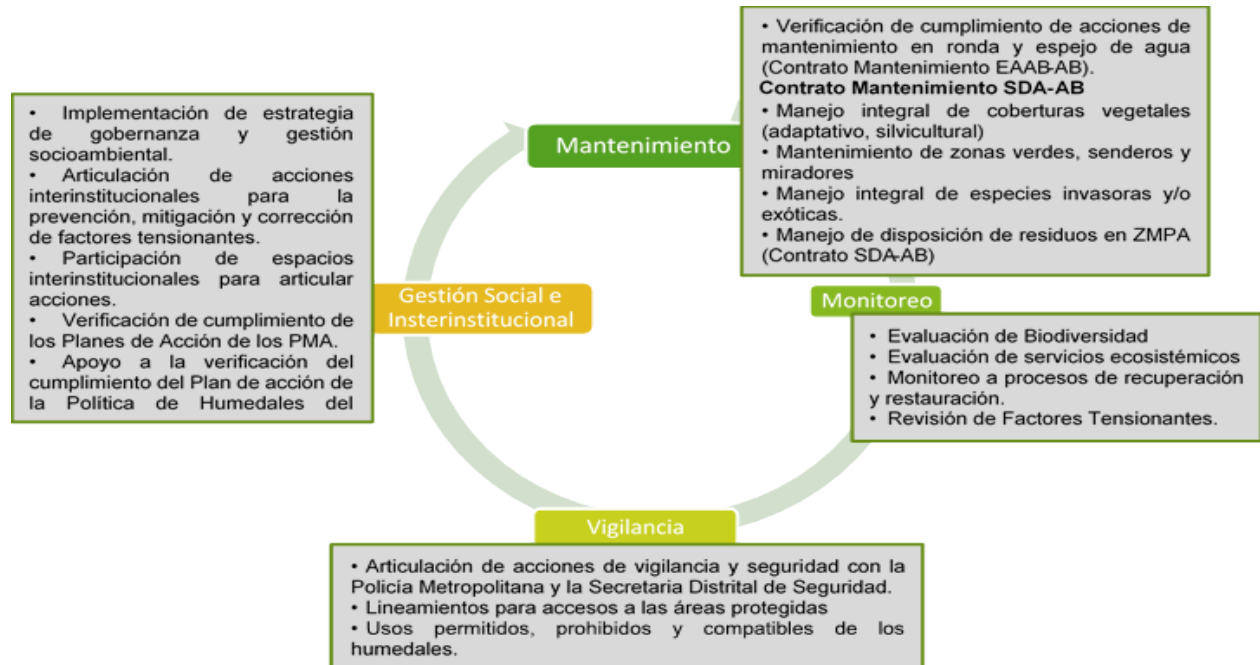 Mantenimiento
• Verificación de cumplimiento de acciones de
mantenimiento en ronda y espejo de agua
(Contrato Mantenimiento EAAB-AB).
Contrato Mantenimiento SDA-AB
• Manejo integral de coberturas vegetales
(adaptativo, silvicultural)
• Mantenimiento de zonas verdes, senderos y
miradores
• Manejo integral de especies invasoras y/o
exóticas.
• Manejo de disposición de residuos en ZMPA
(Contrato SDA-AB)
Monitoreo
• Evaluación de Biodiversidad
• Evaluación de servicios ecosistémicos
• Monitoreo a procesos de recuperación
y restauración.
• Revisión de Factores Tensionantes.
Vigilancia
• Articulación de acciones de vigilancia y seguridad con la
Policía Metropolitana y la Secretaria Distrital de Seguridad.
• Lineamientos para accesos a las áreas protegidas
• Usos permitidos, prohibidos y compatibles de los
humedales.
Gestión Social e
Insterinstitucional
• Implementación de estrategia
de gobernanza y gestión
socioambiental.
• Articulación de acciones
interinstitucionales para la
prevención, mitigación y corrección
de factores tensionantes.
• Participación de espacios
interinstitucionales para articular
acciones.
• Verificación de cumplimiento de
los Planes de Acción de los PMA.
• Apoyo a la verificación del
cumplimiento del Plan de acción de
la Política de Humedales del